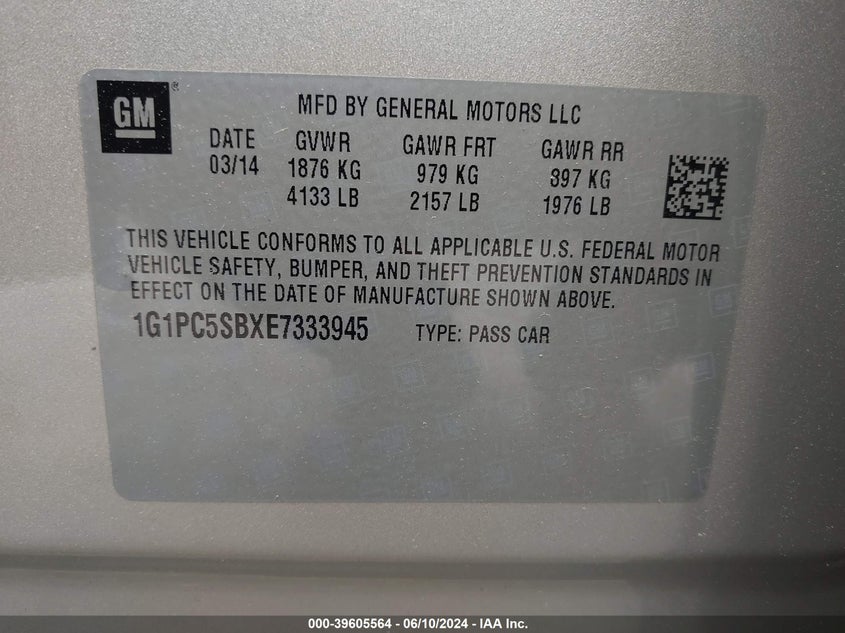 GM®
MFD BY GENERAL MOTORS LLC
DATE GVWR GAWR FRT GAWR RR
03/14 1876 KG 979 KG 897 KG
4133 LB 2157 LB 1976 LB
THIS VEHICLE CONFORMS TO ALL APPLICABLE U.S. FEDERAL MOTOR
VEHICLE SAFETY, BUMPER, AND THEFT PREVENTION STANDARDS IN
EFFECT ON THE DATE OF MANUFACTURE SHOWN ABOVE.
1G1PC5SBXE7333945 TYPE: PASS CAR
000-39605564 - 06/10/2024 - IAA Inc.